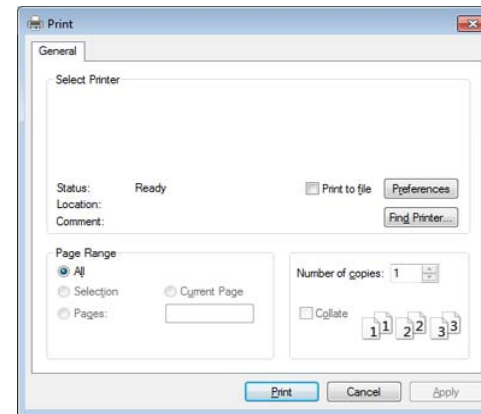 Print
General
Select Printer
Status: Ready
Print to file
Preferences
Location:
Comment:
Find Printer...
Page Range
All
Selection
Current Page
Pages:
Number of copies: 1
Collate
1 1 2 2 3 3
Print Cancel Apply